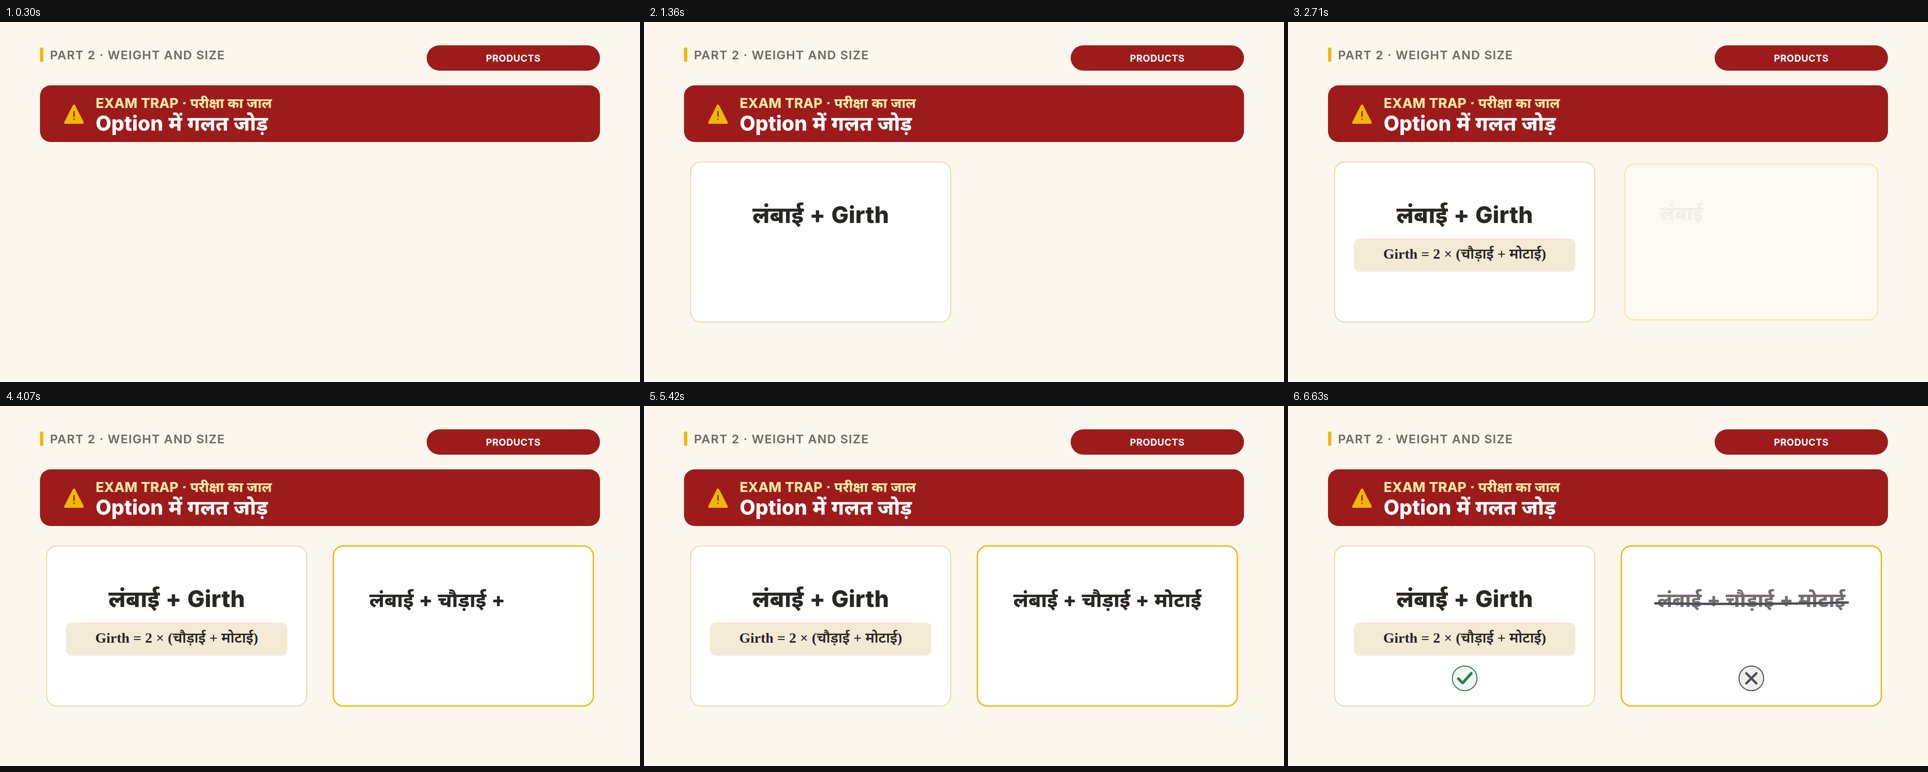 1. 0.30s
PART 2 · WEIGHT AND SIZE
PRODUCTS
EXAM TRAP · परीक्षा का जाल
Option में गलत जोड़
2. 1.36s
PART 2 · WEIGHT AND SIZE
PRODUCTS
EXAM TRAP · परीक्षा का जाल
Option में गलत जोड़
लंबाई + Girth
3. 2.71s
PART 2 · WEIGHT AND SIZE
PRODUCTS
EXAM TRAP · परीक्षा का जाल
Option में गलत जोड़
लंबाई + Girth
Girth = 2 × (चौड़ाई + मोटाई)
लंबाई
4. 4.07s
PART 2 · WEIGHT AND SIZE
PRODUCTS
EXAM TRAP · परीक्षा का जाल
Option में गलत जोड़
लंबाई + Girth
Girth = 2 × (चौड़ाई + मोटाई)
लंबाई + चौड़ाई +
5. 5.42s
PART 2 · WEIGHT AND SIZE
PRODUCTS
EXAM TRAP · परीक्षा का जाल
Option में गलत जोड़
लंबाई + Girth
Girth = 2 × (चौड़ाई + मोटाई)
लंबाई + चौड़ाई + मोटाई
6. 6.63s
PART 2 · WEIGHT AND SIZE
PRODUCTS
EXAM TRAP · परीक्षा का जाल
Option में गलत जोड़
लंबाई + Girth
Girth = 2 × (चौड़ाई + मोटाई)
लंबाई + चौड़ाई + मोटाई